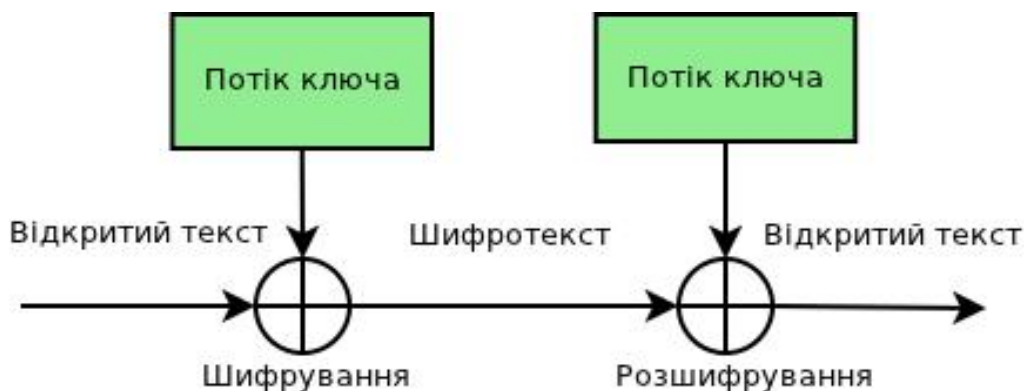 Потік ключа
Потік ключа
Відкритий текст
Шифротекст
Відкритий текст
Шифрування
Розшифрування